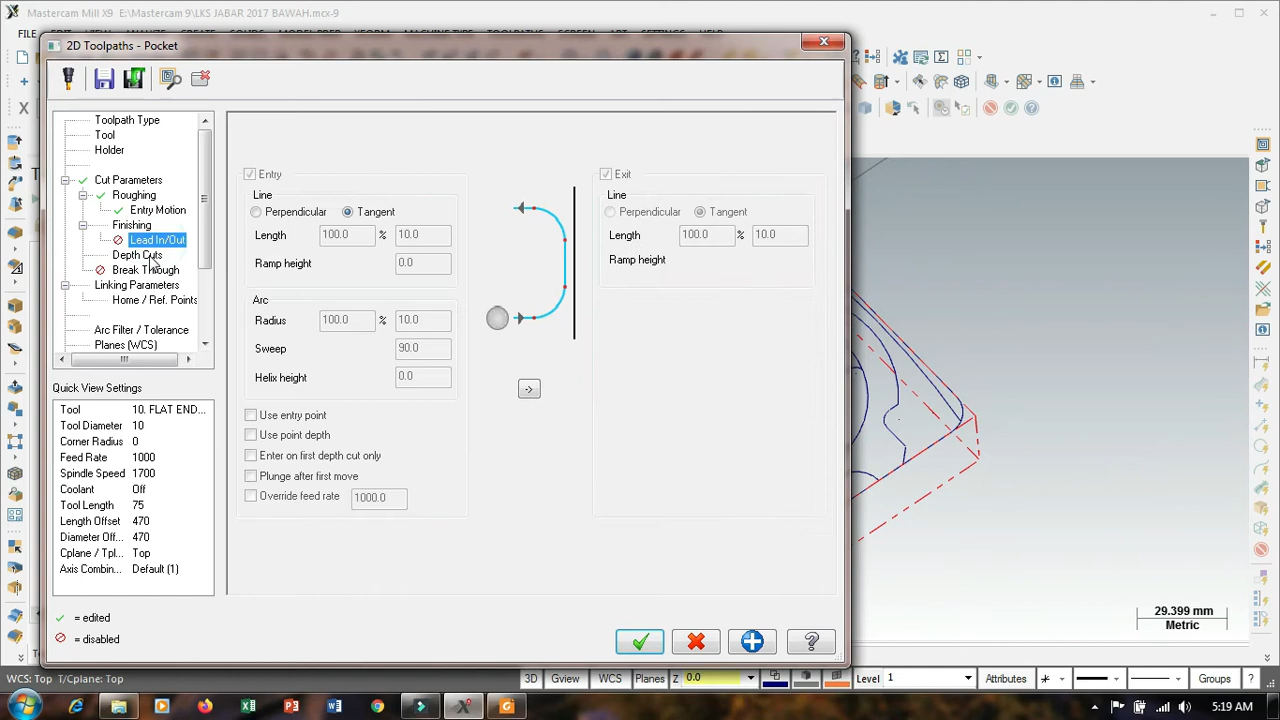 Mastercam Mill X9 E:\Mastercam 9\LKS JABAR 2017 BAWAH.mcx-9
FILE
2D Toolpaths - Pocket
Toolpath Type
Tool
Holder
Cut Parameters
Roughing
Entry Motion
Finishing
Lead In/Out
Depth Cuts
Break Through
Linking Parameters
Home / Ref. Points
Arc Filter / Tolerance
Planes (WCS)
Quick View Settings
Tool 10. FLAT END...
Tool Diameter 10
Corner Radius 0
Feed Rate 1000
Spindle Speed 1700
Coolant Off
Tool Length 75
Length Offset 470
Diameter Off... 470
Cplane / Tpl... Top
Axis Combin... Default (1)
= edited
= disabled
Entry
Line
Perpendicular Tangent
Length 100.0 % 10.0
Ramp height 0.0
Arc
Radius 100.0 % 10.0
Sweep 90.0
Helix height 0.0
Use entry point
Use point depth
Enter on first depth cut only
Plunge after first move
Override feed rate 1000.0
->
Exit
Line
Perpendicular Tangent
Length 100.0 % 10.0
Ramp height
29.399 mm
Metric
WCS: Top T/Cplane: Top
3D Gview WCS Planes Z 0.0 Level 1 Attributes Groups ?
5:19 AM